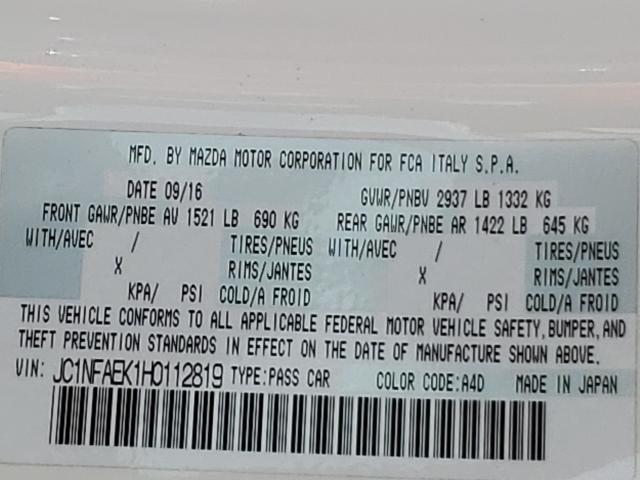 MFD. BY MAZDA MOTOR CORPORATION FOR FCA ITALY S.P.A.
DATE 09/16 GVWR/PNBV 2937 LB 1332 KG
FRONT GAWR/PNBE AV 1521 LB 690 KG REAR GAWR/PNBE AR 1422 LB 645 KG
WITH/AVEC / TIRES/PNEUS WITH/AVEC / TIRES/PNEUS
X RIMS/JANTES X RIMS/JANTES
KPA/ PSI COLD/A FROID KPA/ PSI COLD/A FROID
THIS VEHICLE CONFORMS TO ALL APPLICABLE FEDERAL MOTOR VEHICLE SAFETY,BUMPER,AND
THEFT PREVENTION STANDARDS IN EFFECT ON THE DATE OF MANUFACTURE SHOWN ABOVE.
VIN: JC1NFAEK1H0112819 TYPE:PASS CAR COLOR CODE:A4D MADE IN JAPAN